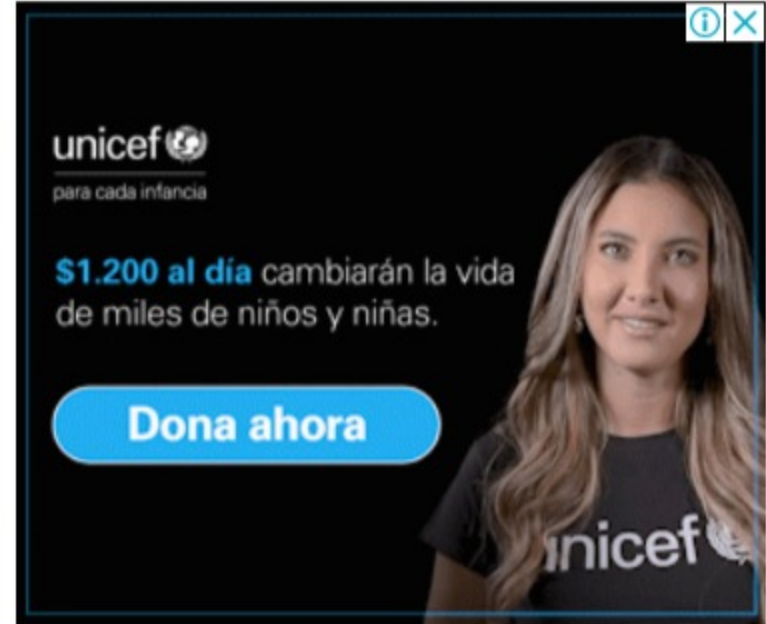 unicef
para cada infancia
$1.200 al día cambiarán la vida
de miles de niños y niñas.
Dona ahora
unicef